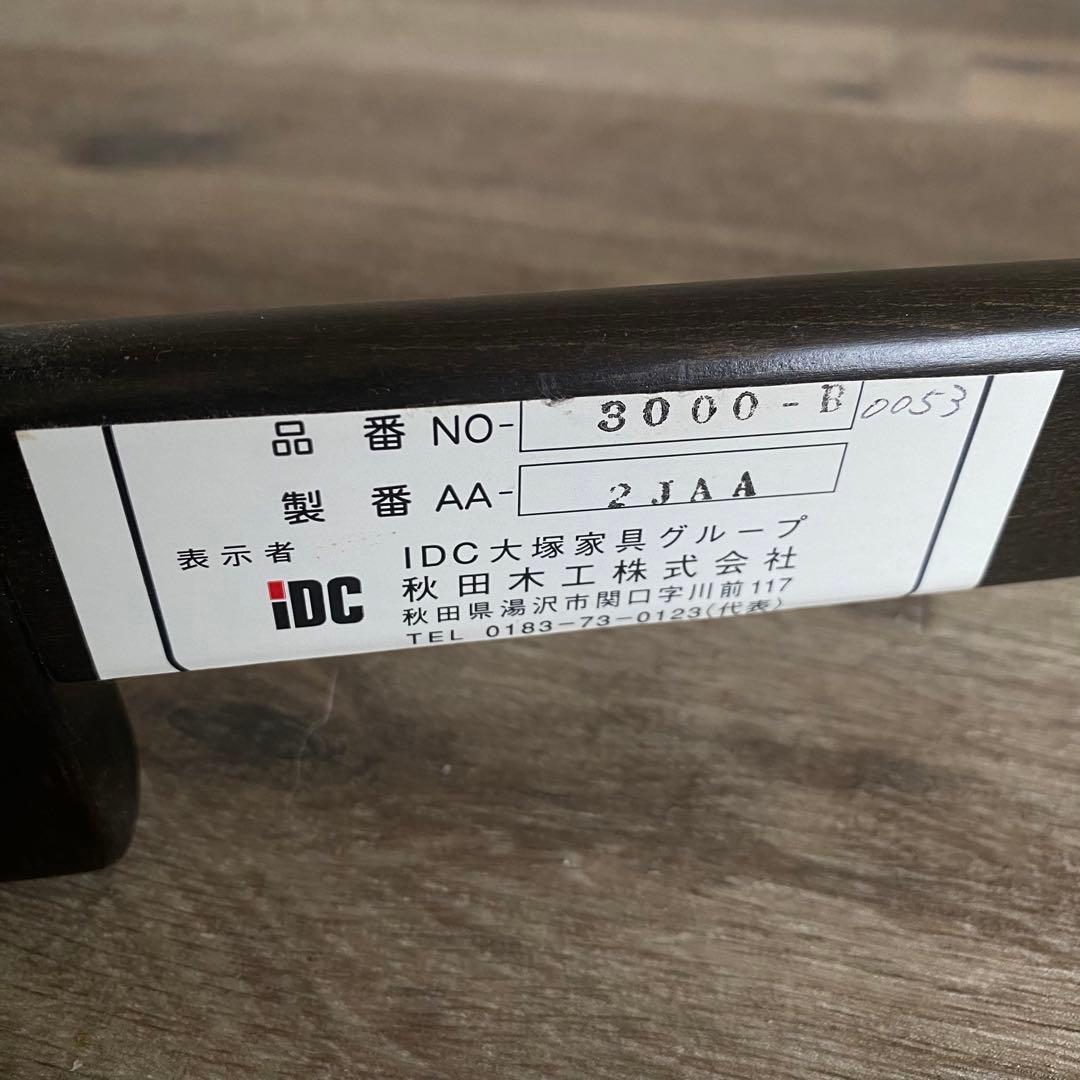 品 番 NO- 3000-B 0053
製 番 AA- 2JAA
表示者 IDC大塚家具グループ
iDC 秋田木工株式会社
秋田県湯沢市関口字川前117
TEL 0183-73-0123(代表)